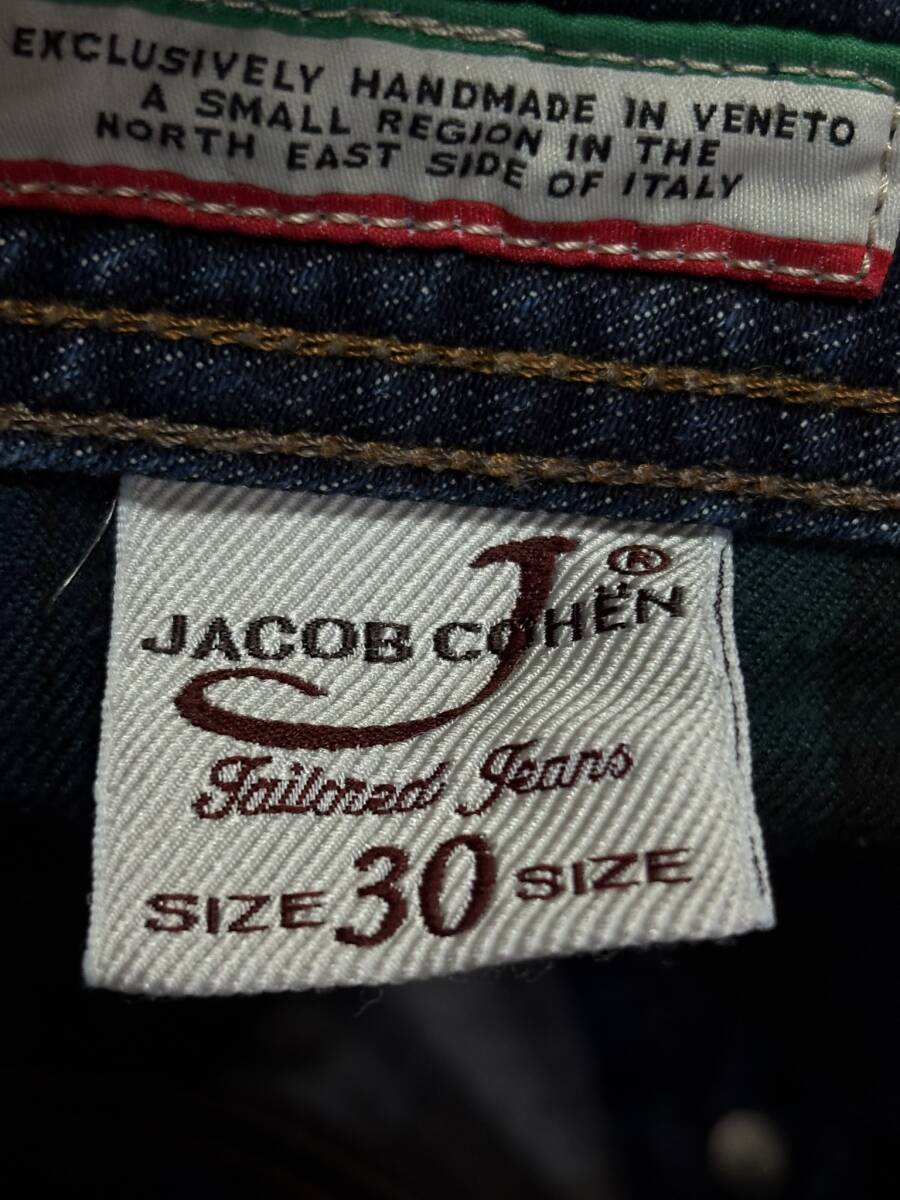 EXCLUSIVELY HANDMADE IN VENETO
A SMALL REGION IN THE
NORTH EAST SIDE OF ITALY
J®
JACOB COHËN
Tailored Jeans
SIZE 30 SIZE